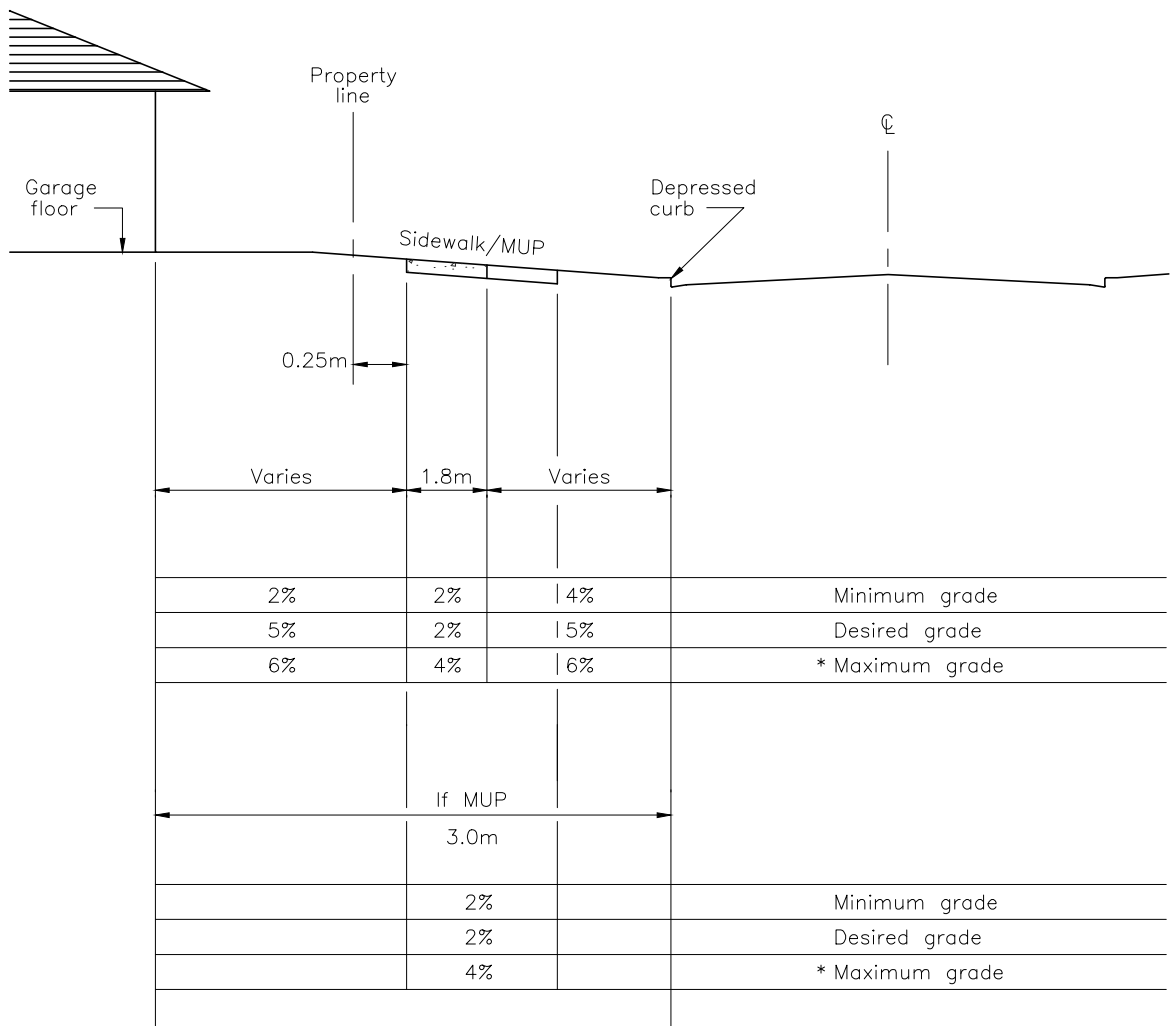 Property
line
℄
Garage
floor
Depressed
curb
Sidewalk/MUP
0.25m
Varies 1.8m Varies
2% 2% 4% Minimum grade
5% 2% 5% Desired grade
6% 4% 6% * Maximum grade
If MUP
3.0m
2% Minimum grade
2% Desired grade
4% * Maximum grade